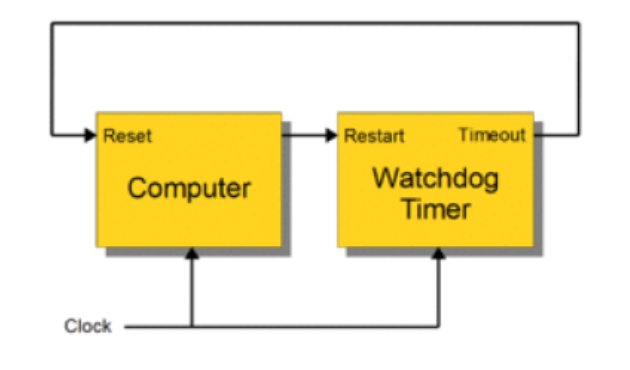 Reset
Computer
Restart
Timeout
Watchdog
Timer
Clock